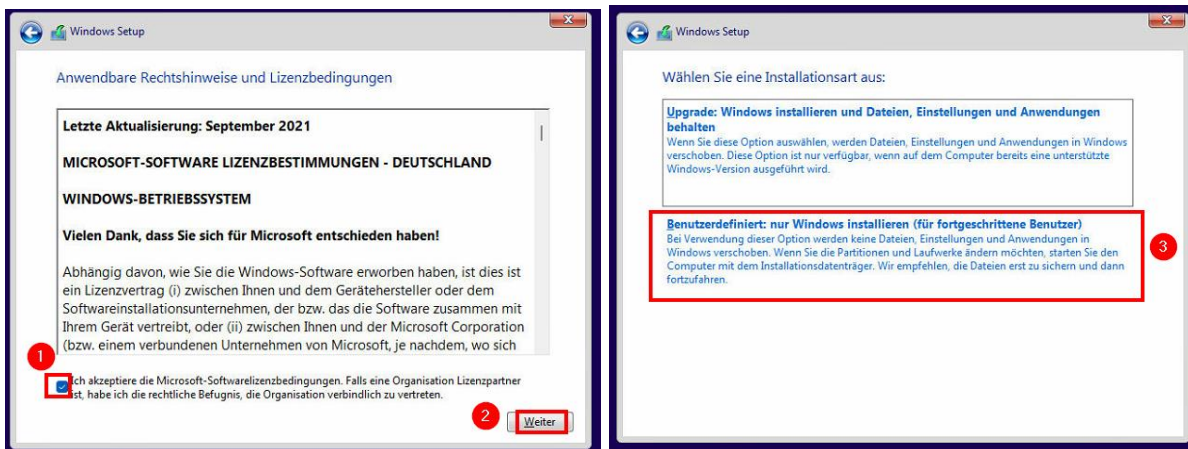 Windows Setup
Anwendbare Rechtshinweise und Lizenzbedingungen
Letzte Aktualisierung: September 2021
MICROSOFT-SOFTWARE LIZENZBESTIMMUNGEN - DEUTSCHLAND
WINDOWS-BETRIEBSSYSTEM
Vielen Dank, dass Sie sich für Microsoft entschieden haben!
Abhängig davon, wie Sie die Windows-Software erworben haben, ist dies ist
ein Lizenzvertrag (i) zwischen Ihnen und dem Gerätehersteller oder dem
Softwareinstallationsunternehmen, der bzw. das die Software zusammen mit
Ihrem Gerät vertreibt, oder (ii) zwischen Ihnen und der Microsoft Corporation
(bzw. einem verbundenen Unternehmen von Microsoft, je nachdem, wo sich
1
Ich akzeptiere die Microsoft-Softwarelizenzbedingungen. Falls eine Organisation Lizenzpartner
ist, habe ich die rechtliche Befugnis, die Organisation verbindlich zu vertreten.
2
Weiter
Windows Setup
Wählen Sie eine Installationsart aus:
Upgrade: Windows installieren und Dateien, Einstellungen und Anwendungen
behalten
Wenn Sie diese Option auswählen, werden Dateien, Einstellungen und Anwendungen in Windows
verschoben. Diese Option ist nur verfügbar, wenn auf dem Computer bereits eine unterstützte
Windows-Version ausgeführt wird.
Benutzerdefiniert: nur Windows installieren (für fortgeschrittene Benutzer)
Bei Verwendung dieser Option werden keine Dateien, Einstellungen und Anwendungen in
Windows verschoben. Wenn Sie die Partitionen und Laufwerke ändern möchten, starten Sie den
Computer mit dem Installationsdatenträger. Wir empfehlen, die Dateien erst zu sichern und dann
fortzufahren.
3